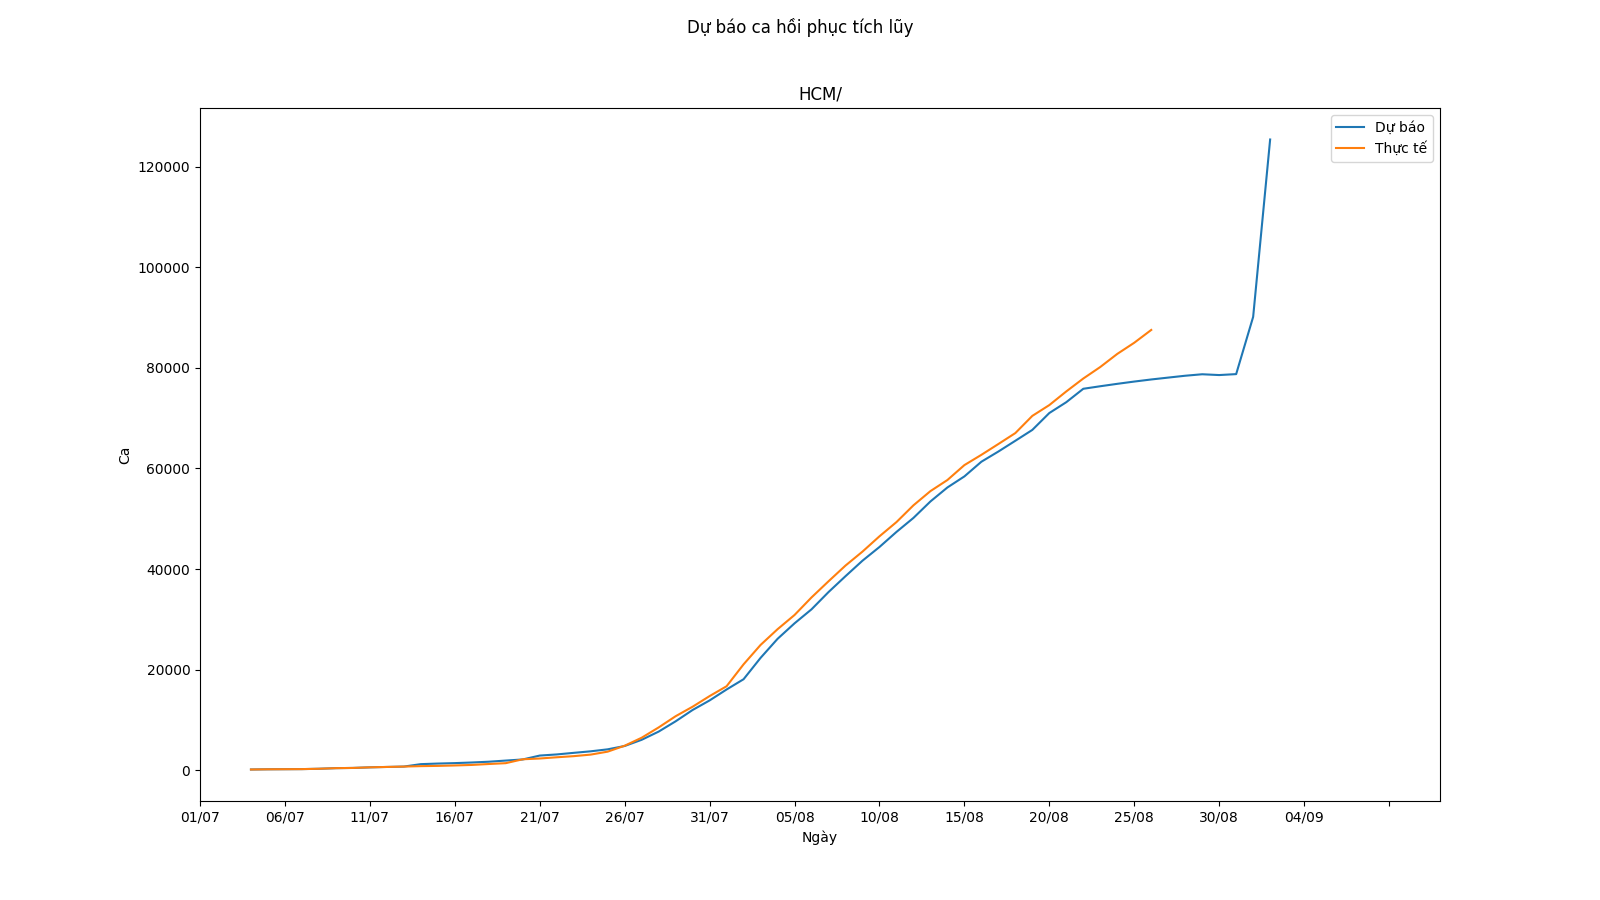 Dự báo ca hồi phục tích lũy
HCM/
Dự báo
Thực tế
120000
100000
80000
60000
40000
20000
0
Ca
01/07 06/07 11/07 16/07 21/07 26/07 31/07 05/08 10/08 15/08 20/08 25/08 30/08 04/09
Ngày